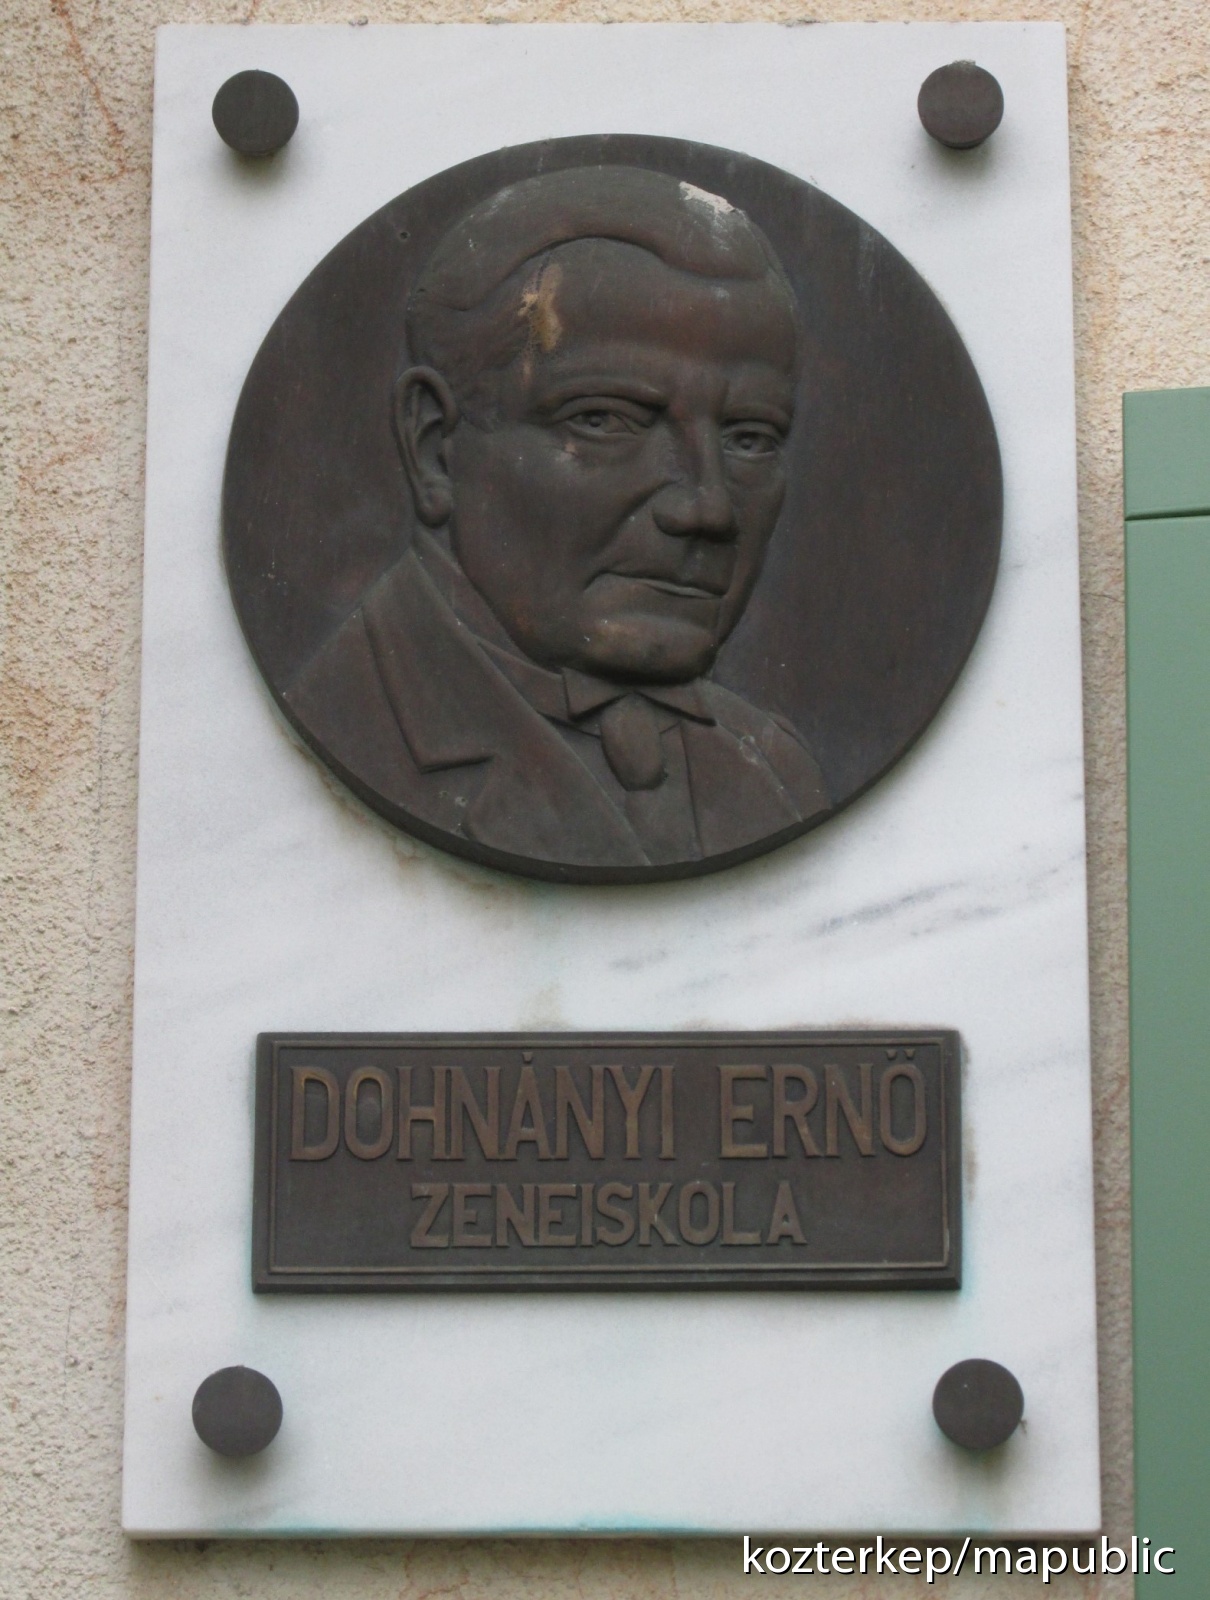 DOHNÁNYI ERNŐ
ZENEISKOLA
kozterkep/mapublic